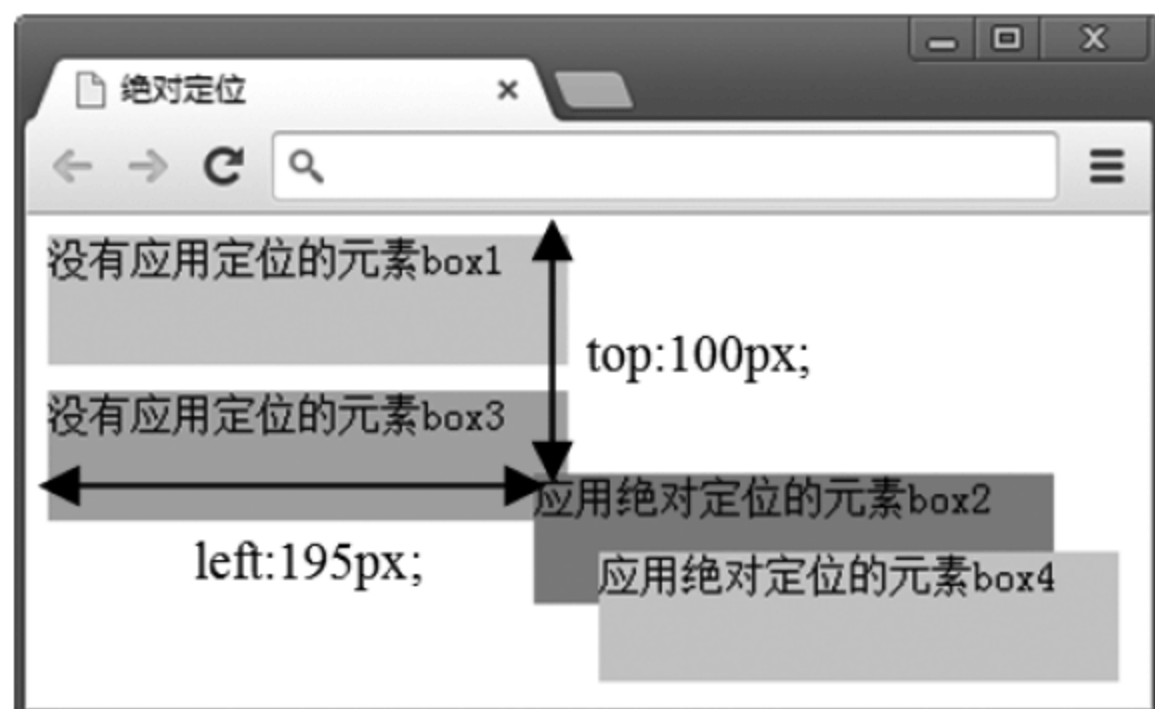 绝对定位
没有应用定位的元素box1
top:100px;
没有应用定位的元素box3
应用绝对定位的元素box2
left:195px;
应用绝对定位的元素box4